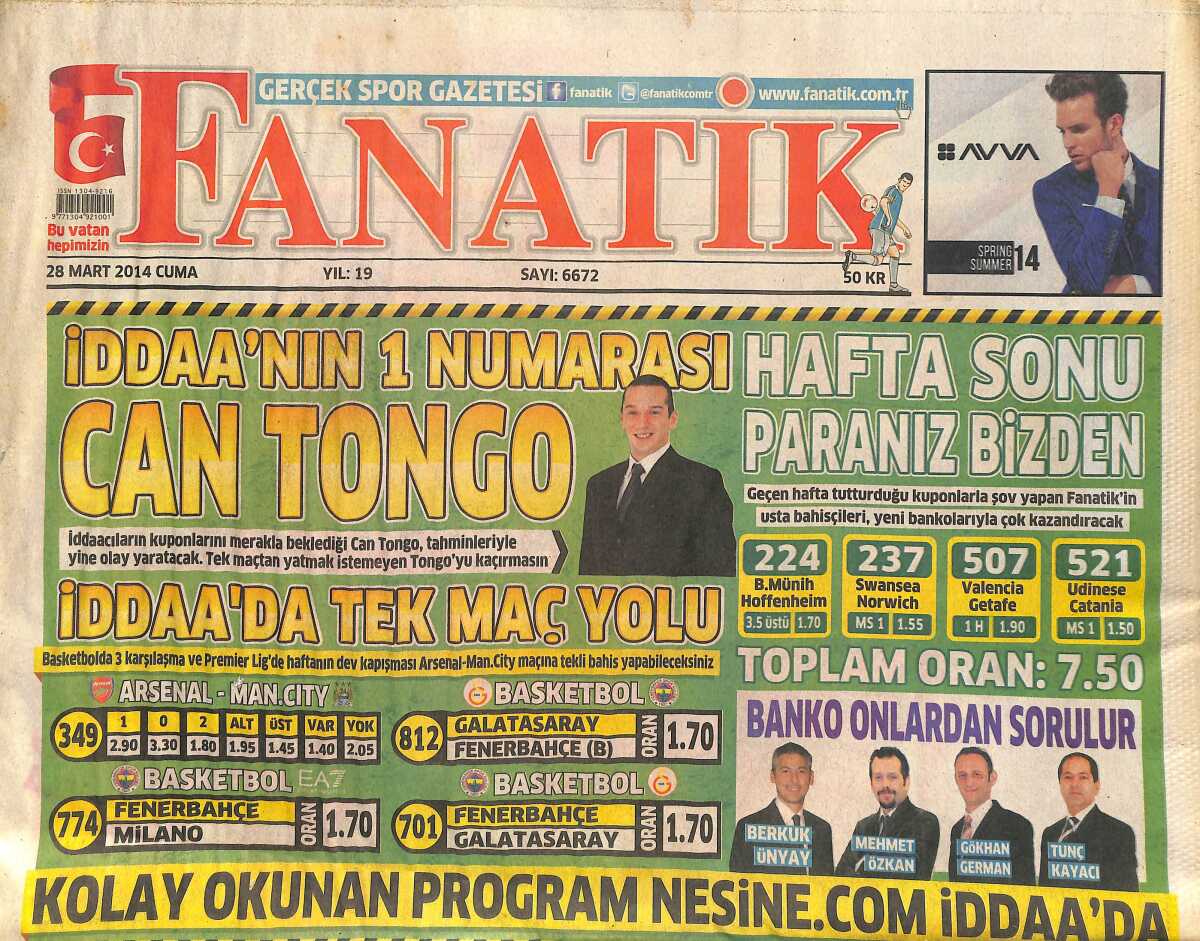 GERÇEK SPOR GAZETESİ f fanatik @fanatikcomtr www.fanatik.com.tr
FANATİK
ISSN 1304-9216
9 771304 921001
Bu vatan
hepimizin
28 MART 2014 CUMA YIL: 19 SAYI: 6672 50 KR
AVVA
SPRING
SUMMER 14
İDDAA'NIN 1 NUMARASI
CAN TONGO
İddaacıların kuponlarını merakla beklediği Can Tongo, tahminleriyle
yine olay yaratacak. Tek maçtan yatmak istemeyen Tongo'yu kaçırmasın
İDDAA'DA TEK MAÇ YOLU
Basketbolda 3 karşılaşma ve Premier Lig'de haftanın dev kapışması Arsenal-Man.City maçına tekli bahis yapabileceksiniz
ARSENAL - MAN.CITY
349
1 0 2 ALT ÜST VAR YOK
2.90 3.30 1.80 1.95 1.45 1.40 2.05
BASKETBOL
812
GALATASARAY
FENERBAHÇE (B)
ORAN 1.70
BASKETBOL EA7
774
FENERBAHÇE
MİLANO
ORAN 1.70
BASKETBOL
701
FENERBAHÇE
GALATASARAY
ORAN 1.70
HAFTA SONU
PARANIZ BİZDEN
Geçen hafta tutturduğu kuponlarla şov yapan Fanatik'in
usta bahisçileri, yeni bankolarıyla çok kazandıracak
224
B.Münih
Hoffenheim
3.5 üstü 1.70
237
Swansea
Norwich
MS 1 1.55
507
Valencia
Getafe
1 H 1.90
521
Udinese
Catania
MS 1 1.50
TOPLAM ORAN: 7.50
BANKO ONLARDAN SORULUR
BERKUK
ÜNYAY
MEHMET
ÖZKAN
GÖKHAN
GERMAN
TUNÇ
KAYACI
KOLAY OKUNAN PROGRAM NESİNE.COM İDDAA'DA